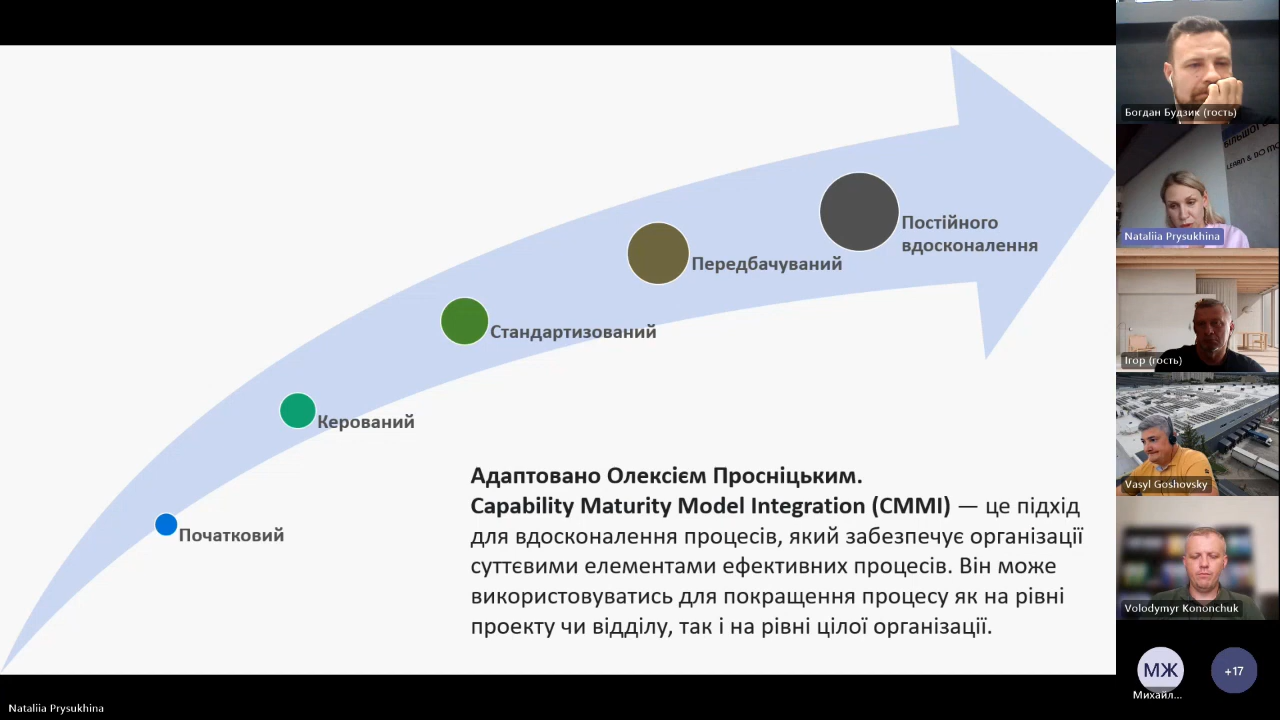 Постійного
вдосконалення
Передбачуваний
Стандартизований
Керований
Початковий
Адаптовано Олексієм Просніцьким.
Capability Maturity Model Integration (CMMI) — це підхід
для вдосконалення процесів, який забезпечує організації
суттєвими елементами ефективних процесів. Він може
використовуватись для покращення процесу як на рівні
проекту чи відділу, так і на рівні цілої організації.
Nataliia Prysukhina
Богдан Будзик (гость)
LEARN & DO MO
Nataliia Prysukhina
Ігор (гость)
Vasyl Goshovsky
Volodymyr Kononchuk
МЖ
+17
Михайл...